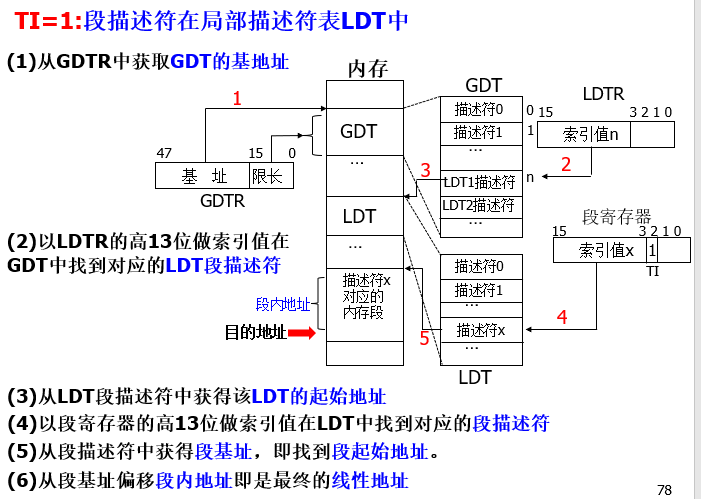 TI=1:段描述符在局部描述符表LDT中
(1)从GDTR中获取GDT的基地址
内存
GDT
LDTR
1
GDT
描述符0
0
15
3 2 1 0
描述符1
1
索引值n
…
…
47
15
0
基 址
限长
GDTR
3
2
LDT1描述符
n
LDT2描述符
…
LDT
段寄存器
15
3 2 1 0
索引值x
1
TI
(2)以LDTR的高13位做索引值在
GDT中找到对应的LDT段描述符
…
描述符0
描述符1
…
描述符x
…
LDT
4
5
段内地址
描述符x
对应的
内存段
目的地址
(3)从LDT段描述符中获得该LDT的起始地址
(4)以段寄存器的高13位做索引值在LDT中找到对应的段描述符
(5)从段描述符中获得段基址，即找到段起始地址。
(6)从段基址偏移段内地址即是最终的线性地址
78